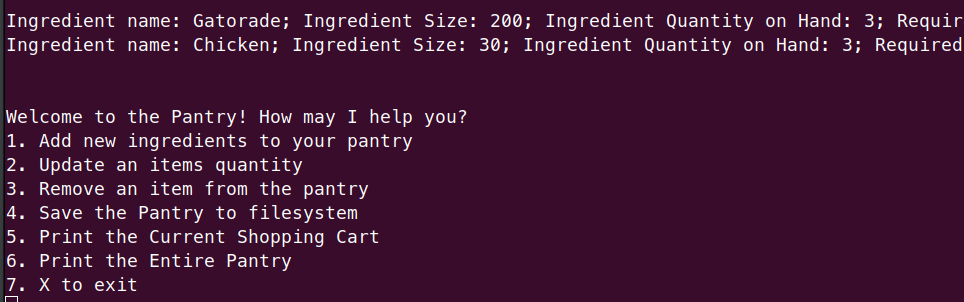 Ingredient name: Gatorade; Ingredient Size: 200; Ingredient Quantity on Hand: 3; Requir
Ingredient name: Chicken; Ingredient Size: 30; Ingredient Quantity on Hand: 3; Required
Welcome to the Pantry! How may I help you?
1. Add new ingredients to your pantry
2. Update an items quantity
3. Remove an item from the pantry
4. Save the Pantry to filesystem
5. Print the Current Shopping Cart
6. Print the Entire Pantry
7. X to exit